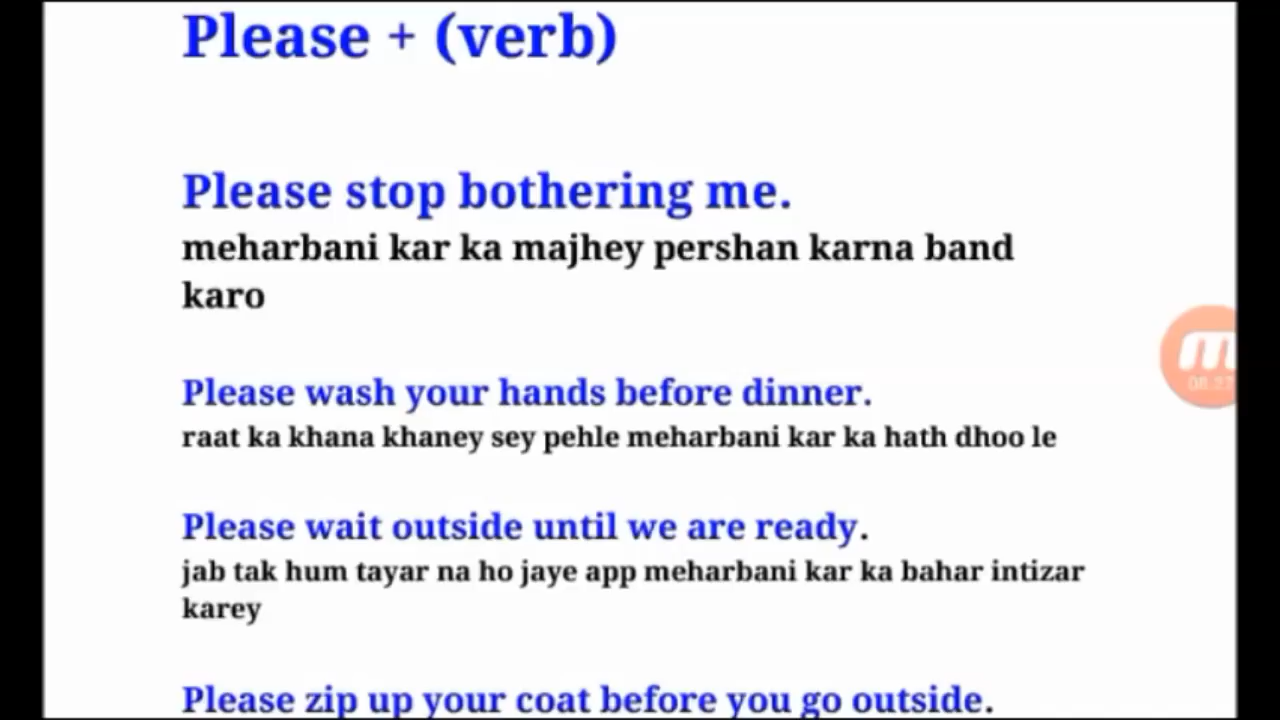 Please + (verb)
Please stop bothering me.
meharbani kar ka majhey pershan karna band
karo
Please wash your hands before dinner.
raat ka khana khaney sey pehle meharbani kar ka hath dhoo le
Please wait outside until we are ready.
jab tak hum tayar na ho jaye app meharbani kar ka bahar intizar
karey
Please zip up your coat before you go outside.